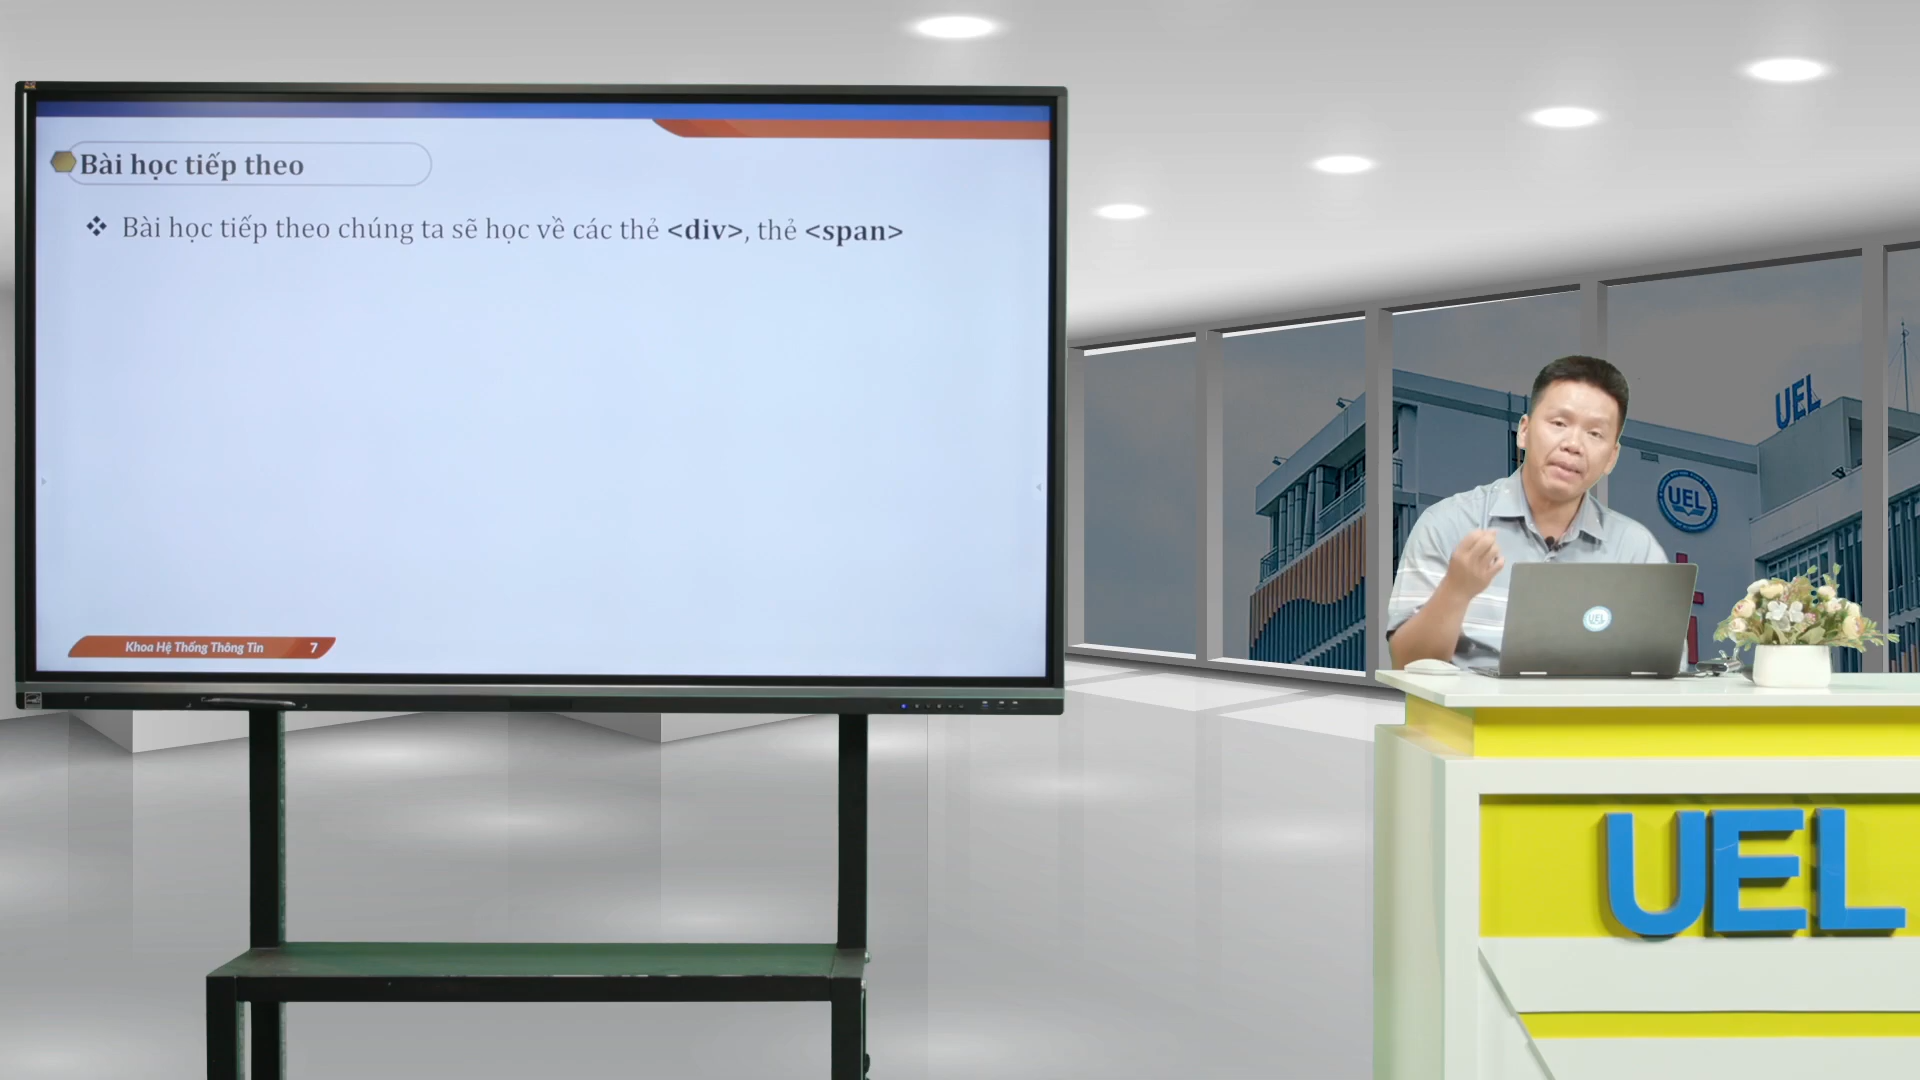 Bài học tiếp theo
❖ Bài học tiếp theo chúng ta sẽ học về các thẻ <div>, thẻ <span>
Khoa Hệ Thống Thông Tin 7
UEL
UEL
UEL
UEL